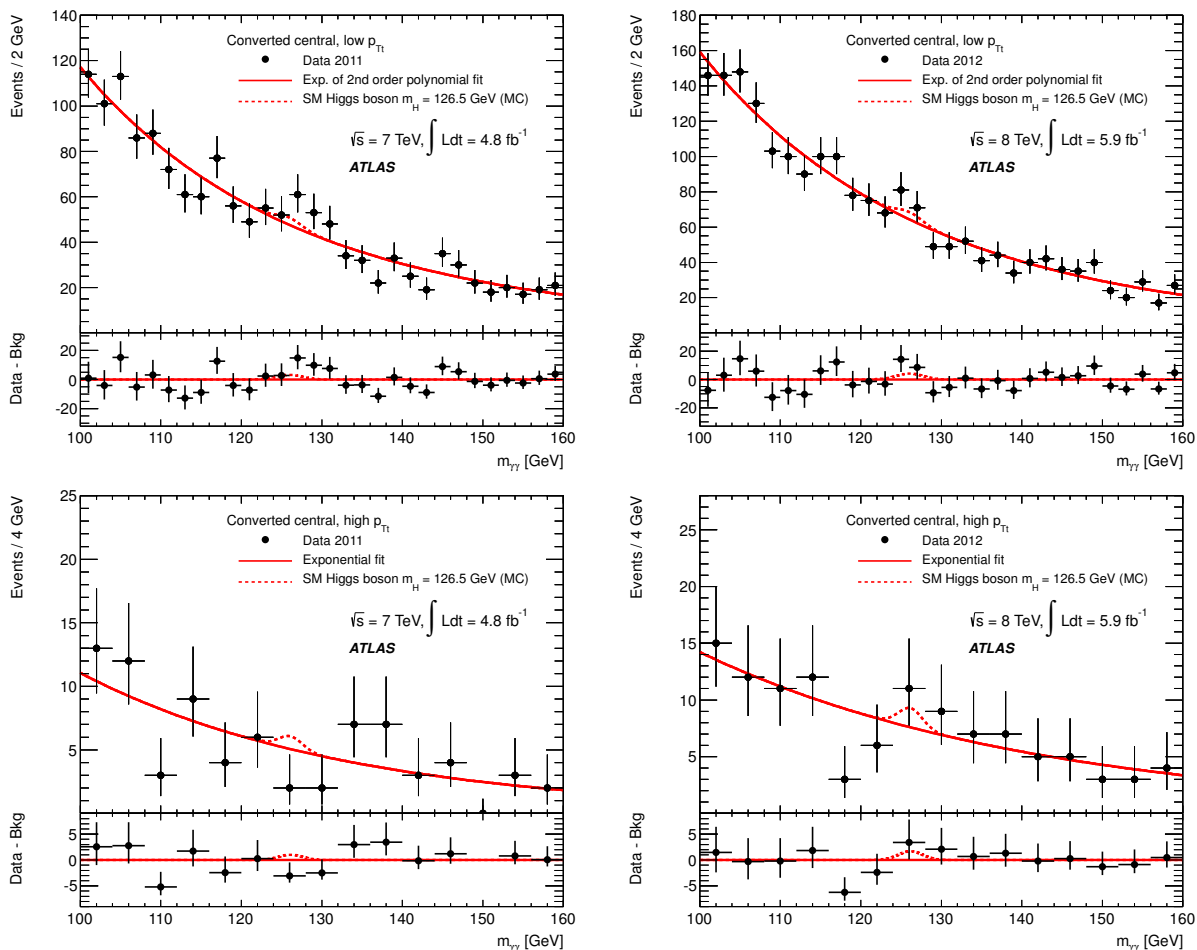 Events / 2 GeV
Converted central, low p_Tt
Data 2011
Exp. of 2nd order polynomial fit
SM Higgs boson m_H = 126.5 GeV (MC)
√s = 7 TeV, ∫ Ldt = 4.8 fb⁻¹
ATLAS
140
120
100
80
60
40
20
Data - Bkg
20
0
-20
100 110 120 130 140 150 160
m_γγ [GeV]
Events / 2 GeV
Converted central, low p_Tt
Data 2012
Exp. of 2nd order polynomial fit
SM Higgs boson m_H = 126.5 GeV (MC)
√s = 8 TeV, ∫ Ldt = 5.9 fb⁻¹
ATLAS
180
160
140
120
100
80
60
40
20
Data - Bkg
20
0
-20
100 110 120 130 140 150 160
m_γγ [GeV]
Events / 4 GeV
Converted central, high p_Tt
Data 2011
Exponential fit
SM Higgs boson m_H = 126.5 GeV (MC)
√s = 7 TeV, ∫ Ldt = 4.8 fb⁻¹
ATLAS
25
20
15
10
5
Data - Bkg
5
0
-5
100 110 120 130 140 150 160
m_γγ [GeV]
Events / 4 GeV
Converted central, high p_Tt
Data 2012
Exponential fit
SM Higgs boson m_H = 126.5 GeV (MC)
√s = 8 TeV, ∫ Ldt = 5.9 fb⁻¹
ATLAS
25
20
15
10
5
Data - Bkg
5
0
-5
100 110 120 130 140 150 160
m_γγ [GeV]